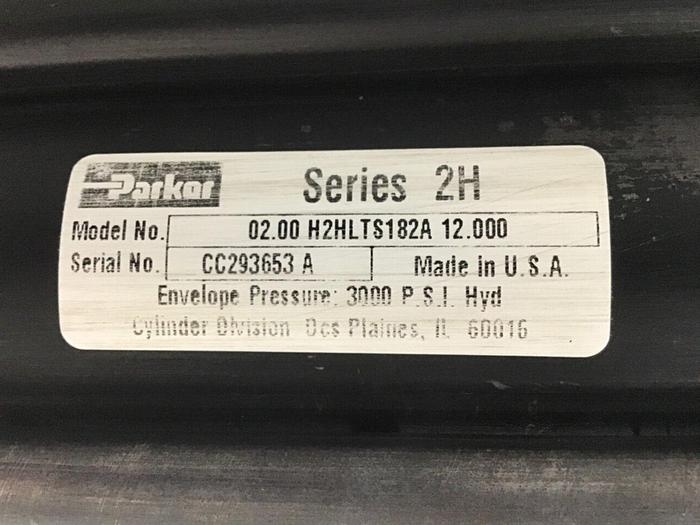 Parker
Series 2H
Model No. 02.00 H2HLTS182A 12.000
Serial No. CC293653 A Made in U.S.A.
Envelope Pressure: 3000 P.S.I. Hyd
Cylinder Division Des Plaines, IL 60016